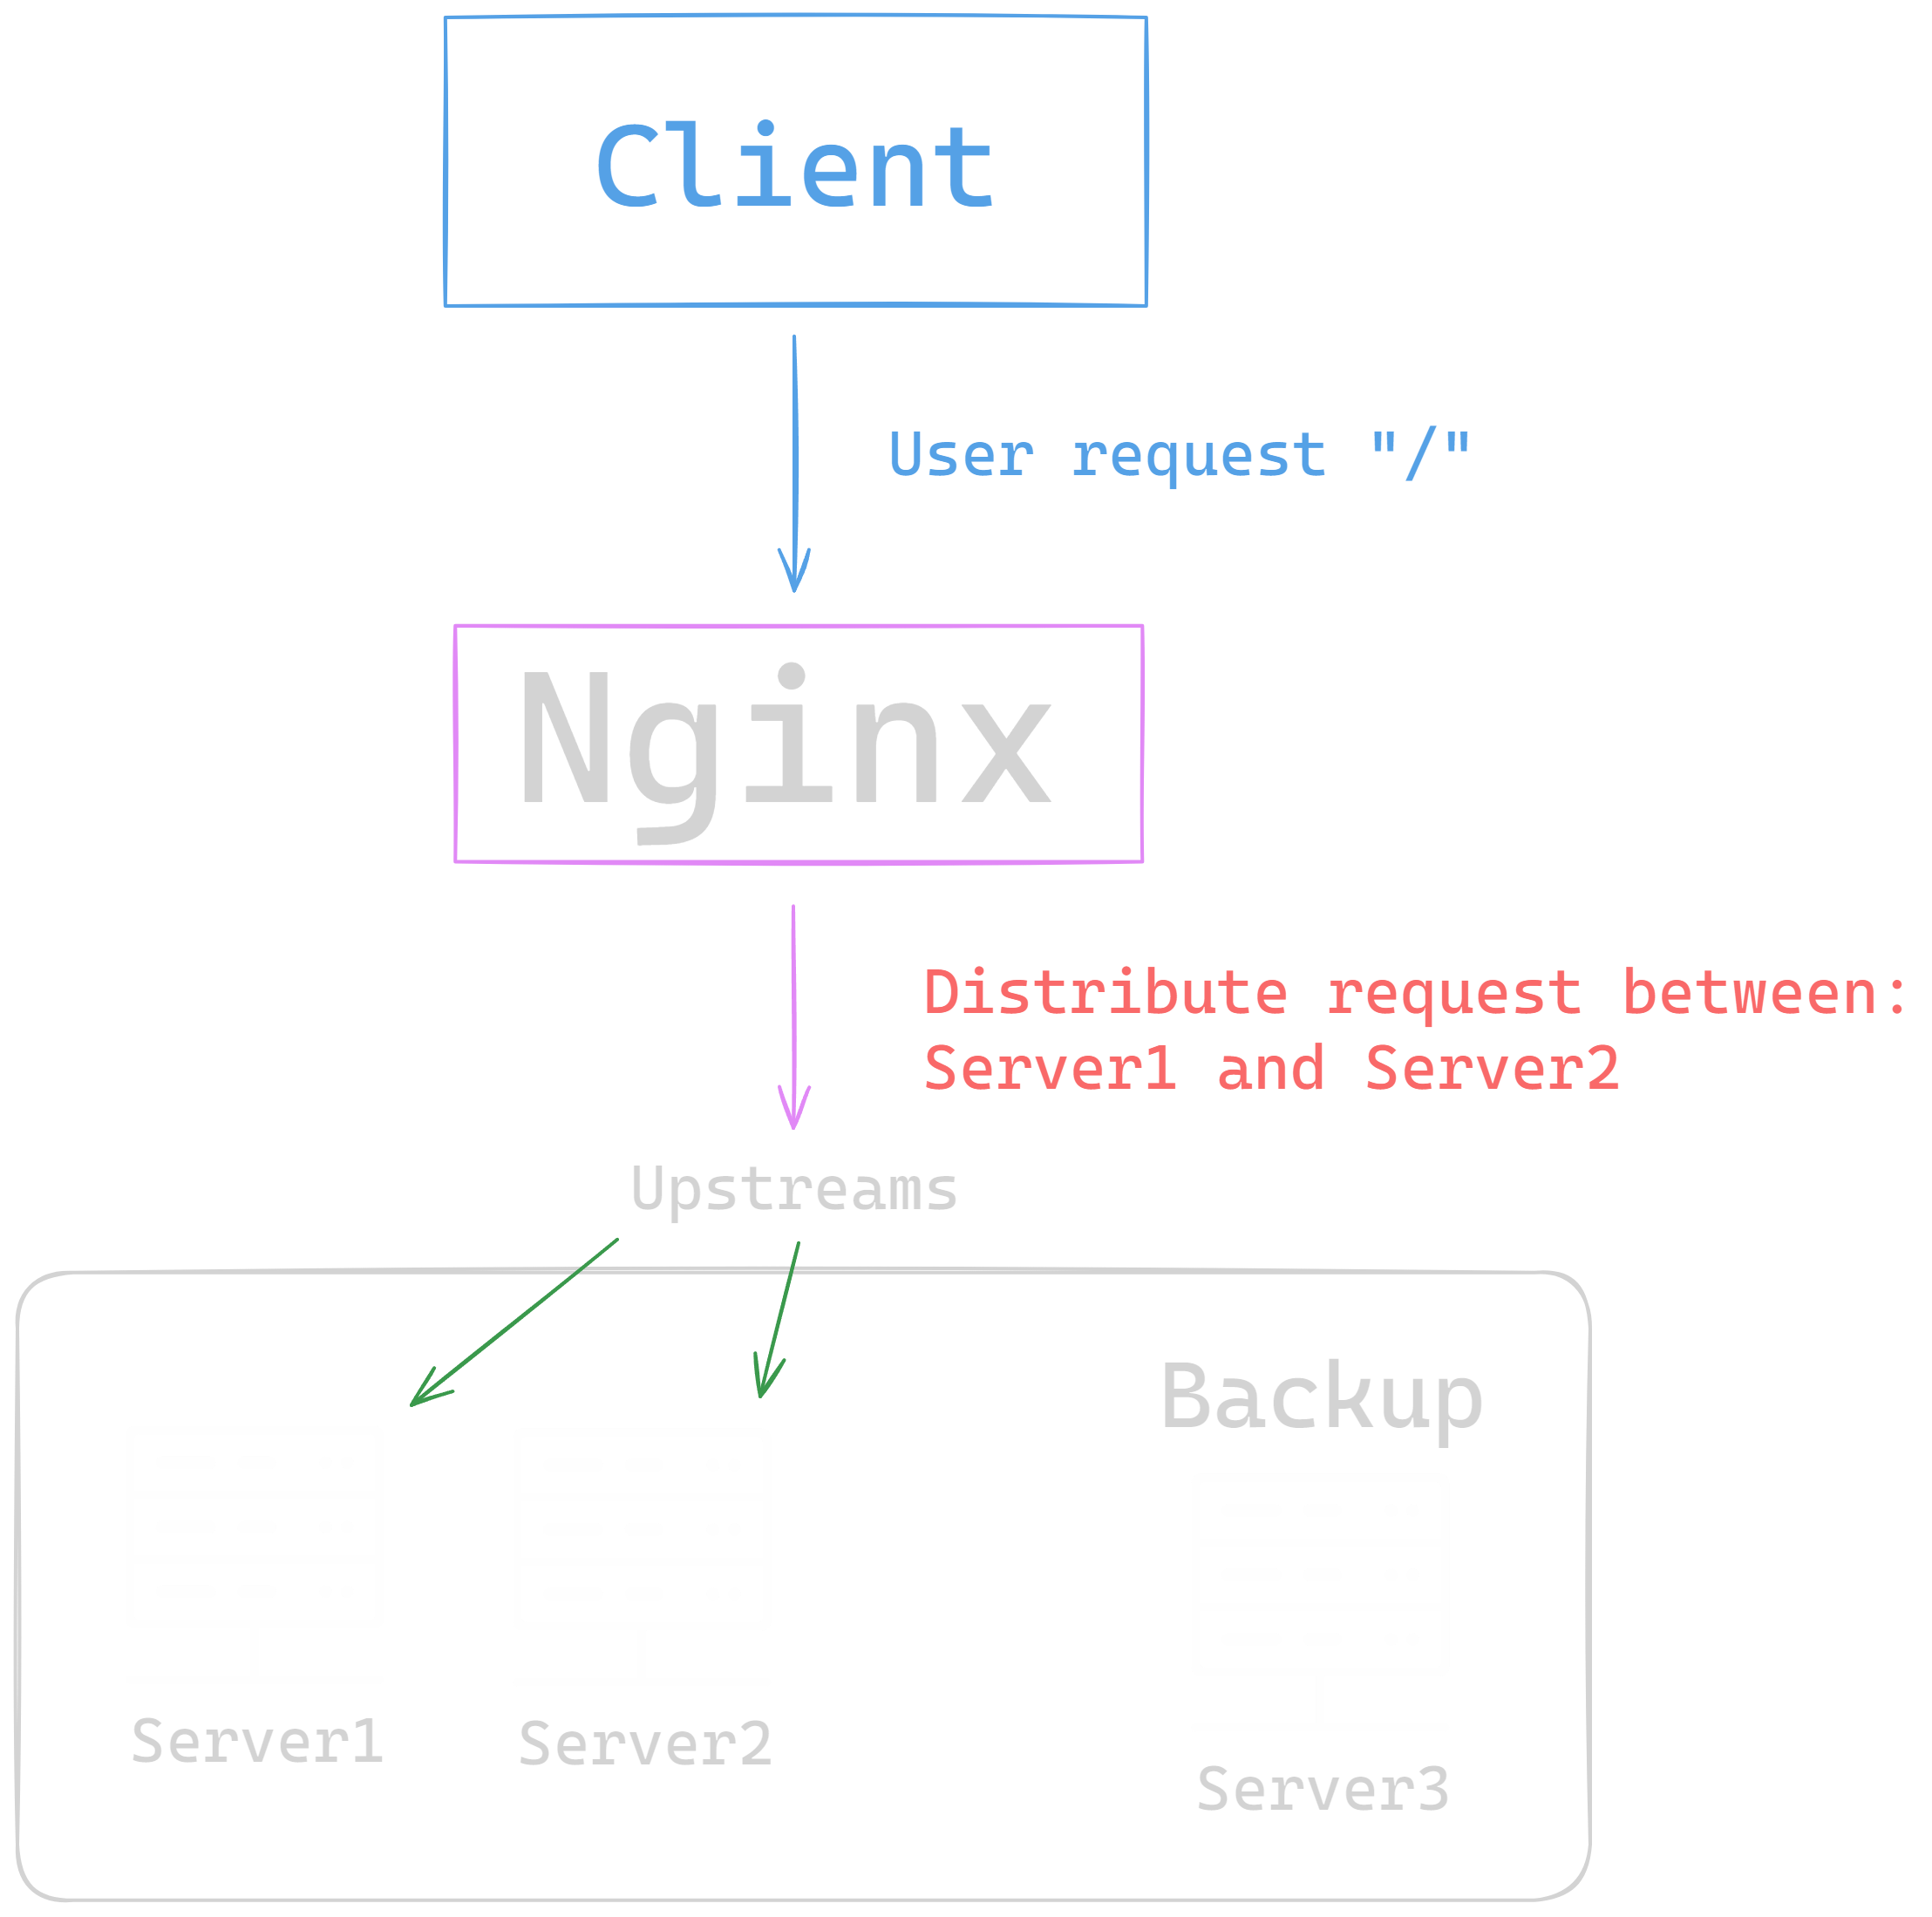 Client
User request "/"
Nginx
Distribute request between:
Server1 and Server2
Upstreams
Backup
Server1
Server2
Server3